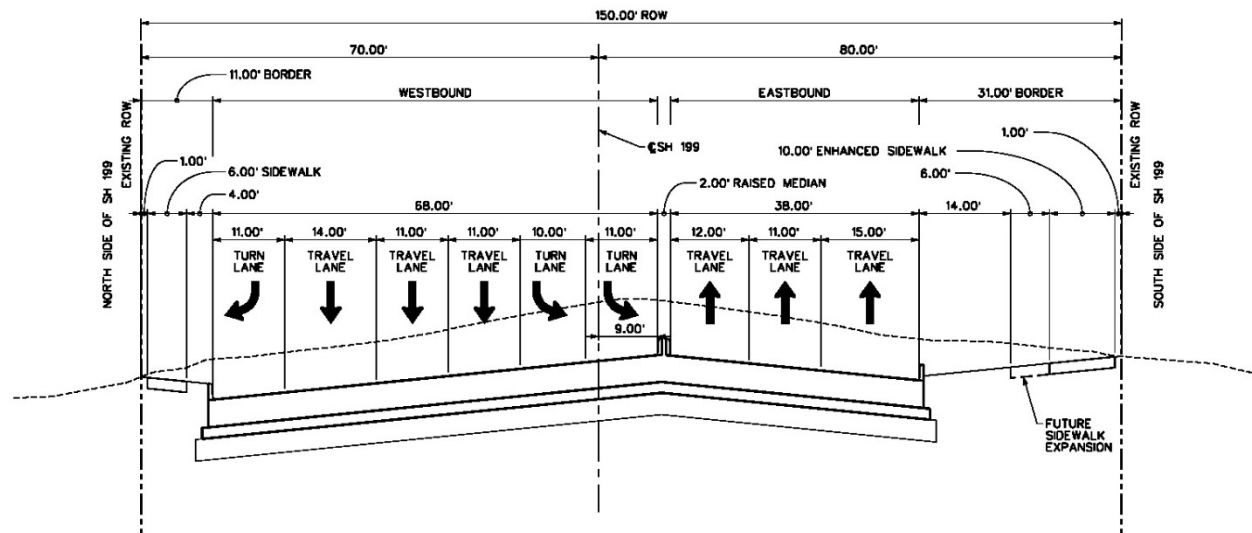 150.00' ROW
70.00'
80.00'
11.00' BORDER
WESTBOUND
EASTBOUND
31.00' BORDER
NORTH SIDE OF SH 199
EXISTING ROW
1.00'
6.00' SIDEWALK
4.00'
℄SH 199
2.00' RAISED MEDIAN
1.00'
10.00' ENHANCED SIDEWALK
6.00'
EXISTING ROW
SOUTH SIDE OF SH 199
68.00'
38.00'
14.00'
11.00'
14.00'
11.00'
11.00'
10.00'
11.00'
12.00'
11.00'
15.00'
TURN
LANE
TRAVEL
LANE
TRAVEL
LANE
TRAVEL
LANE
TURN
LANE
TURN
LANE
TRAVEL
LANE
TRAVEL
LANE
TRAVEL
LANE
9.00'
FUTURE
SIDEWALK
EXPANSION